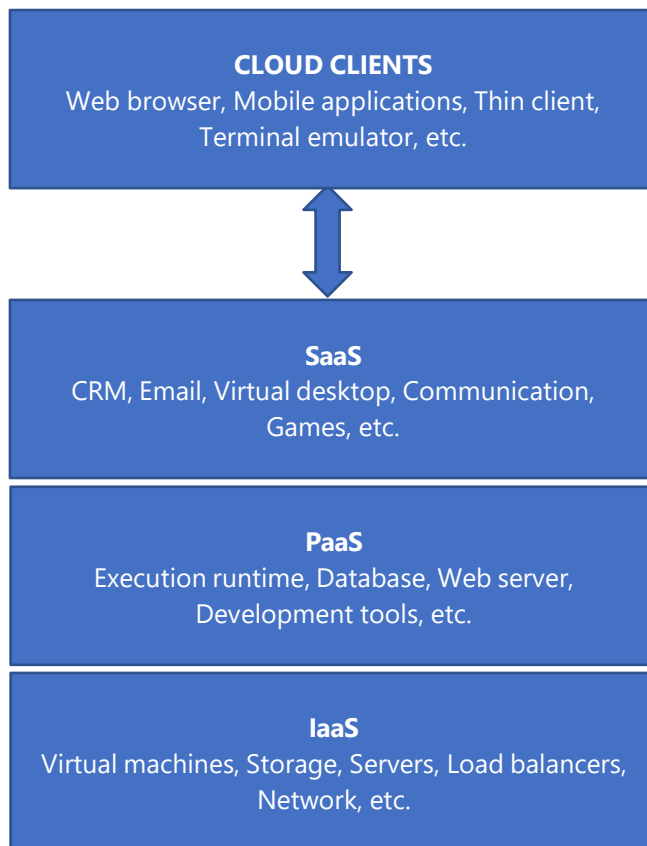 CLOUD CLIENTS
Web browser, Mobile applications, Thin client,
Terminal emulator, etc.
SaaS
CRM, Email, Virtual desktop, Communication,
Games, etc.
PaaS
Execution runtime, Database, Web server,
Development tools, etc.
IaaS
Virtual machines, Storage, Servers, Load balancers,
Network, etc.